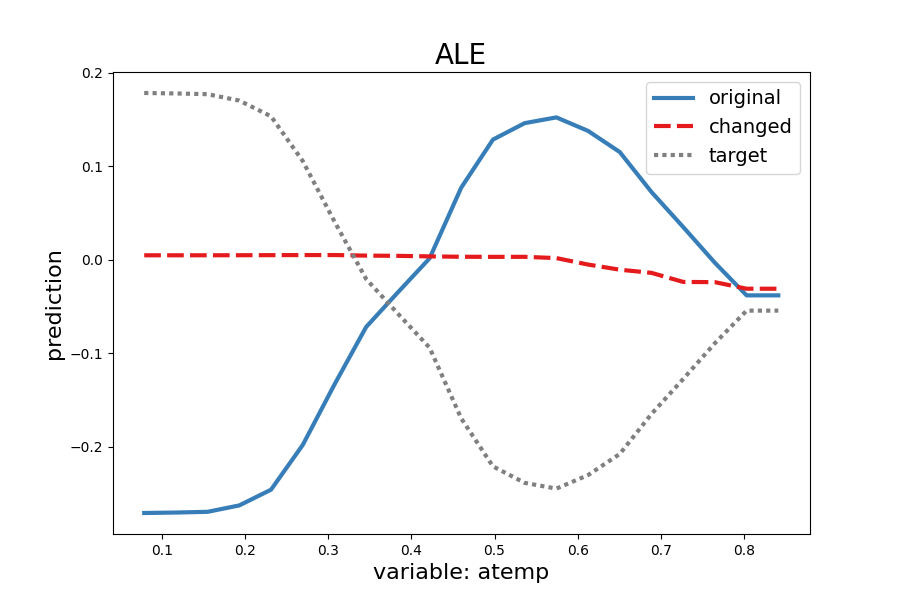 ALE
original
changed
target
0.2
0.1
0.0
−0.1
−0.2
prediction
0.1 0.2 0.3 0.4 0.5 0.6 0.7 0.8
variable: atemp